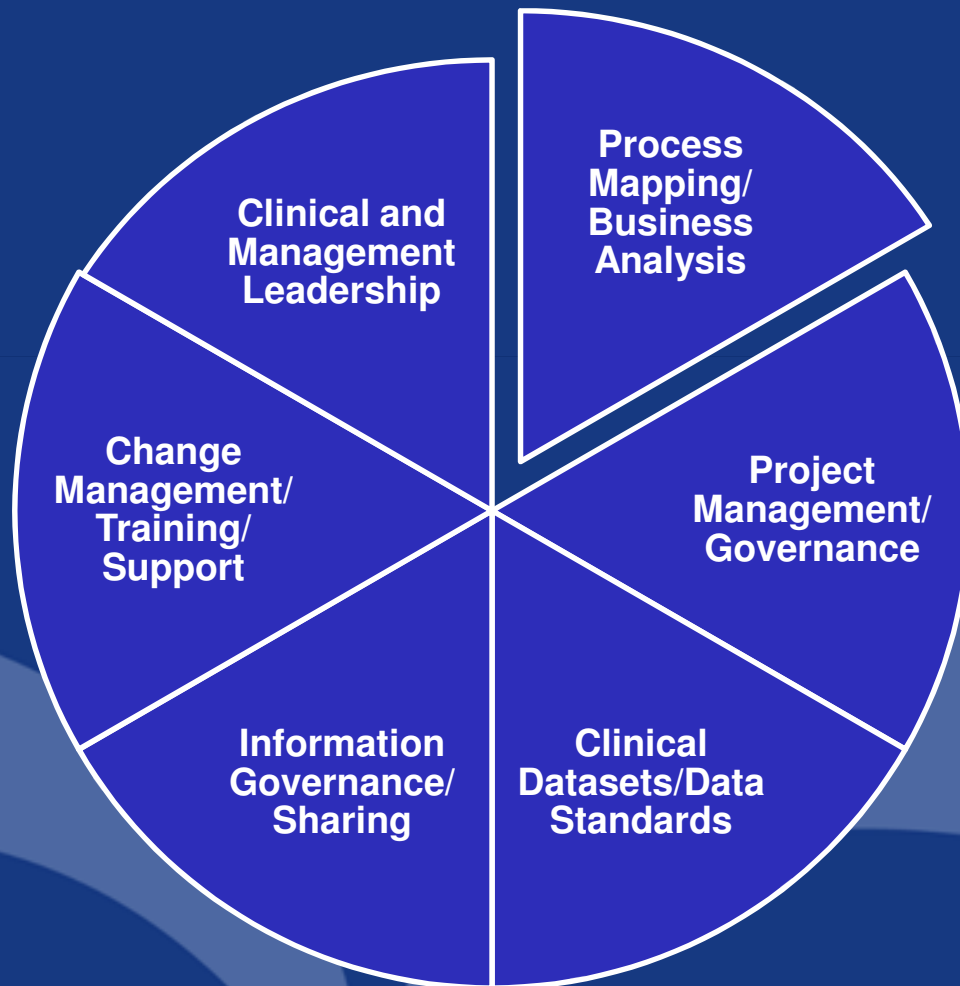 Process
Mapping/
Business
Analysis
Clinical and
Management
Leadership
Change
Management/
Training/
Support
Project
Management/
Governance
Information
Governance/
Sharing
Clinical
Datasets/Data
Standards